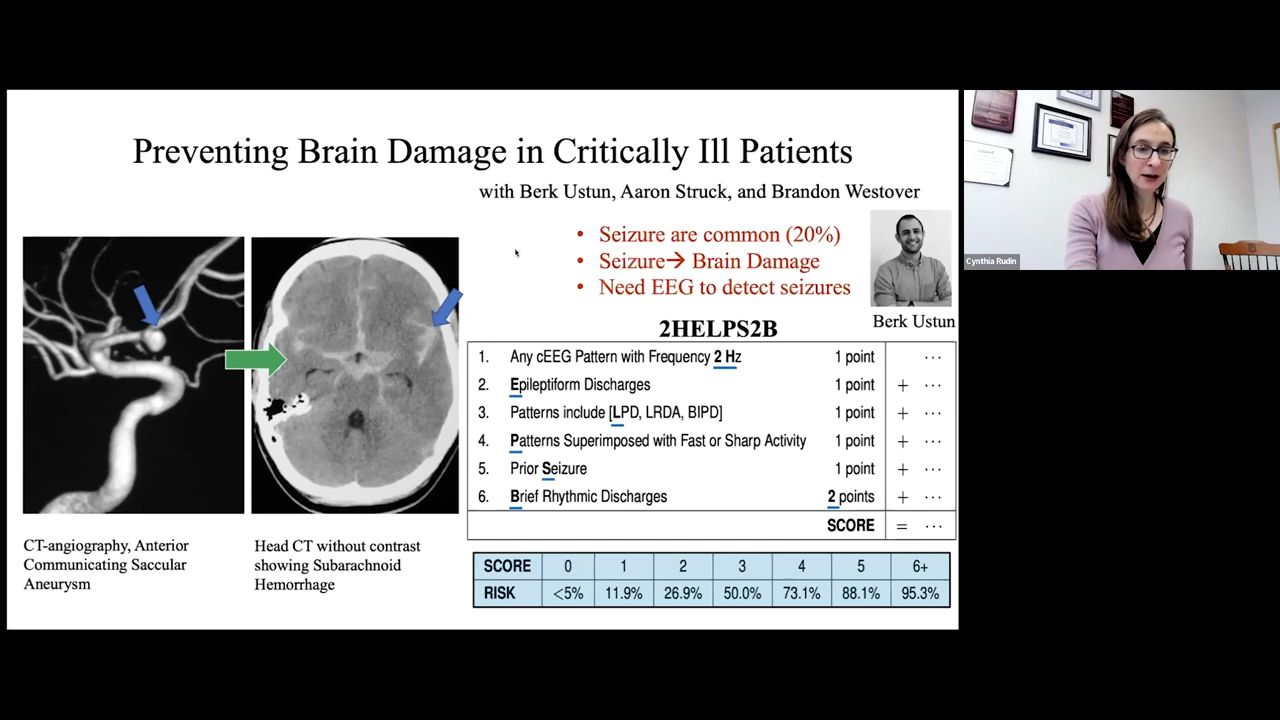 Preventing Brain Damage in Critically Ill Patients
with Berk Ustun, Aaron Struck, and Brandon Westover
• Seizure are common (20%)
• Seizure→ Brain Damage
• Need EEG to detect seizures
Berk Ustun
Cynthia Rudin
2HELPS2B
1. Any cEEG Pattern with Frequency 2 Hz 1 point ⋯
2. Epileptiform Discharges 1 point + ⋯
3. Patterns include [LPD, LRDA, BIPD] 1 point + ⋯
4. Patterns Superimposed with Fast or Sharp Activity 1 point + ⋯
5. Prior Seizure 1 point + ⋯
6. Brief Rhythmic Discharges 2 points + ⋯
SCORE = ⋯
SCORE 0 1 2 3 4 5 6+
RISK <5% 11.9% 26.9% 50.0% 73.1% 88.1% 95.3%
CT-angiography, Anterior
Communicating Saccular
Aneurysm
Head CT without contrast
showing Subarachnoid
Hemorrhage